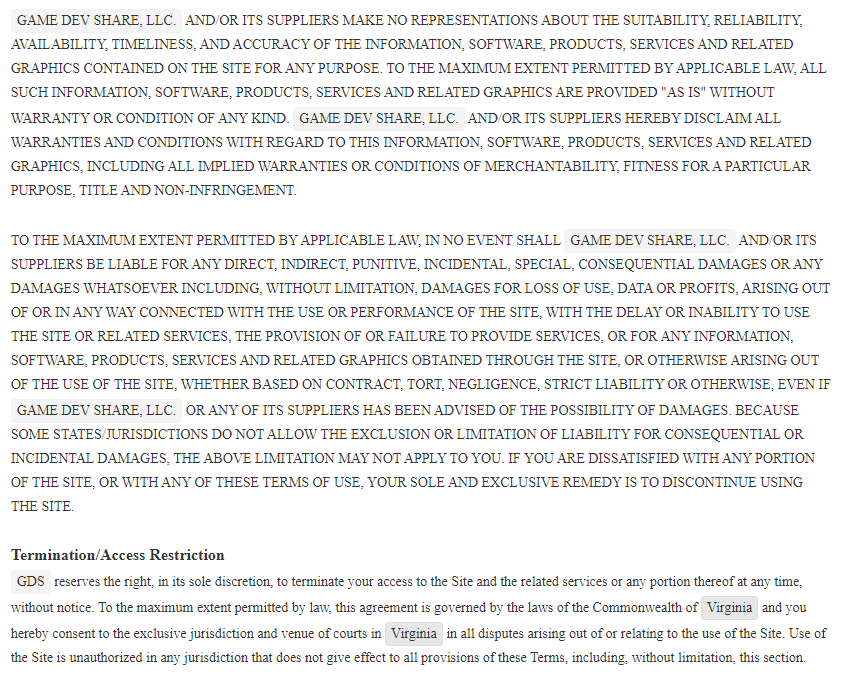 GAME DEV SHARE, LLC. AND/OR ITS SUPPLIERS MAKE NO REPRESENTATIONS ABOUT THE SUITABILITY, RELIABILITY,
AVAILABILITY, TIMELINESS, AND ACCURACY OF THE INFORMATION, SOFTWARE, PRODUCTS, SERVICES AND RELATED
GRAPHICS CONTAINED ON THE SITE FOR ANY PURPOSE. TO THE MAXIMUM EXTENT PERMITTED BY APPLICABLE LAW, ALL
SUCH INFORMATION, SOFTWARE, PRODUCTS, SERVICES AND RELATED GRAPHICS ARE PROVIDED "AS IS" WITHOUT
WARRANTY OR CONDITION OF ANY KIND. GAME DEV SHARE, LLC. AND/OR ITS SUPPLIERS HEREBY DISCLAIM ALL
WARRANTIES AND CONDITIONS WITH REGARD TO THIS INFORMATION, SOFTWARE, PRODUCTS, SERVICES AND RELATED
GRAPHICS, INCLUDING ALL IMPLIED WARRANTIES OR CONDITIONS OF MERCHANTABILITY, FITNESS FOR A PARTICULAR
PURPOSE, TITLE AND NON-INFRINGEMENT.
TO THE MAXIMUM EXTENT PERMITTED BY APPLICABLE LAW, IN NO EVENT SHALL GAME DEV SHARE, LLC. AND/OR ITS
SUPPLIERS BE LIABLE FOR ANY DIRECT, INDIRECT, PUNITIVE, INCIDENTAL, SPECIAL, CONSEQUENTIAL DAMAGES OR ANY
DAMAGES WHATSOEVER INCLUDING, WITHOUT LIMITATION, DAMAGES FOR LOSS OF USE, DATA OR PROFITS, ARISING OUT
OF OR IN ANY WAY CONNECTED WITH THE USE OR PERFORMANCE OF THE SITE, WITH THE DELAY OR INABILITY TO USE
THE SITE OR RELATED SERVICES, THE PROVISION OF OR FAILURE TO PROVIDE SERVICES, OR FOR ANY INFORMATION,
SOFTWARE, PRODUCTS, SERVICES AND RELATED GRAPHICS OBTAINED THROUGH THE SITE, OR OTHERWISE ARISING OUT
OF THE USE OF THE SITE, WHETHER BASED ON CONTRACT, TORT, NEGLIGENCE, STRICT LIABILITY OR OTHERWISE, EVEN IF
GAME DEV SHARE, LLC. OR ANY OF ITS SUPPLIERS HAS BEEN ADVISED OF THE POSSIBILITY OF DAMAGES. BECAUSE
SOME STATES/JURISDICTIONS DO NOT ALLOW THE EXCLUSION OR LIMITATION OF LIABILITY FOR CONSEQUENTIAL OR
INCIDENTAL DAMAGES, THE ABOVE LIMITATION MAY NOT APPLY TO YOU. IF YOU ARE DISSATISFIED WITH ANY PORTION
OF THE SITE, OR WITH ANY OF THESE TERMS OF USE, YOUR SOLE AND EXCLUSIVE REMEDY IS TO DISCONTINUE USING
THE SITE.
Termination/Access Restriction
GDS reserves the right, in its sole discretion, to terminate your access to the Site and the related services or any portion thereof at any time,
without notice. To the maximum extent permitted by law, this agreement is governed by the laws of the Commonwealth of Virginia and you
hereby consent to the exclusive jurisdiction and venue of courts in Virginia in all disputes arising out of or relating to the use of the Site. Use of
the Site is unauthorized in any jurisdiction that does not give effect to all provisions of these Terms, including, without limitation, this section.